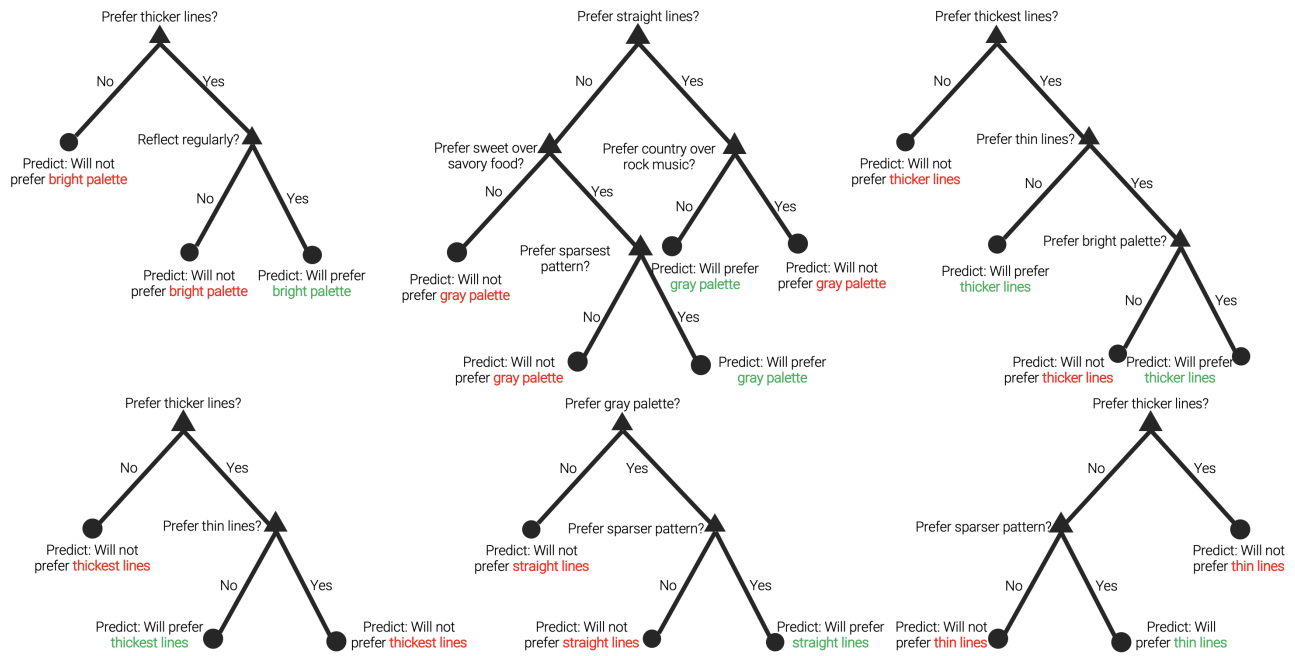 Prefer thicker lines?
No
Yes
Reflect regularly?
Predict: Will not
prefer bright palette
No
Yes
Predict: Will not
prefer bright palette
Predict: Will prefer
bright palette
Prefer straight lines?
No
Yes
Prefer sweet over
savory food?
Prefer country over
rock music?
No
Yes
No
Yes
Predict: Will not
prefer gray palette
Prefer sparsest
pattern?
Predict: Will prefer
gray palette
Predict: Will not
prefer gray palette
No
Yes
Predict: Will not
prefer gray palette
Predict: Will prefer
gray palette
Prefer thickest lines?
No
Yes
Predict: Will not
prefer thicker lines
Prefer thin lines?
No
Yes
Predict: Will prefer
thicker lines
Prefer bright palette?
No
Yes
Predict: Will not
prefer thicker lines
Predict: Will prefer
thicker lines
Prefer thicker lines?
No
Yes
Predict: Will not
prefer thickest lines
Prefer thin lines?
No
Yes
Predict: Will prefer
thickest lines
Predict: Will not
prefer thickest lines
Prefer gray palette?
No
Yes
Predict: Will not
prefer straight lines
Prefer sparser pattern?
No
Yes
Predict: Will not
prefer straight lines
Predict: Will prefer
straight lines
Prefer thicker lines?
No
Yes
Prefer sparser pattern?
Predict: Will not
prefer thin lines
No
Yes
Predict: Will not
prefer thin lines
Predict: Will
prefer thin lines